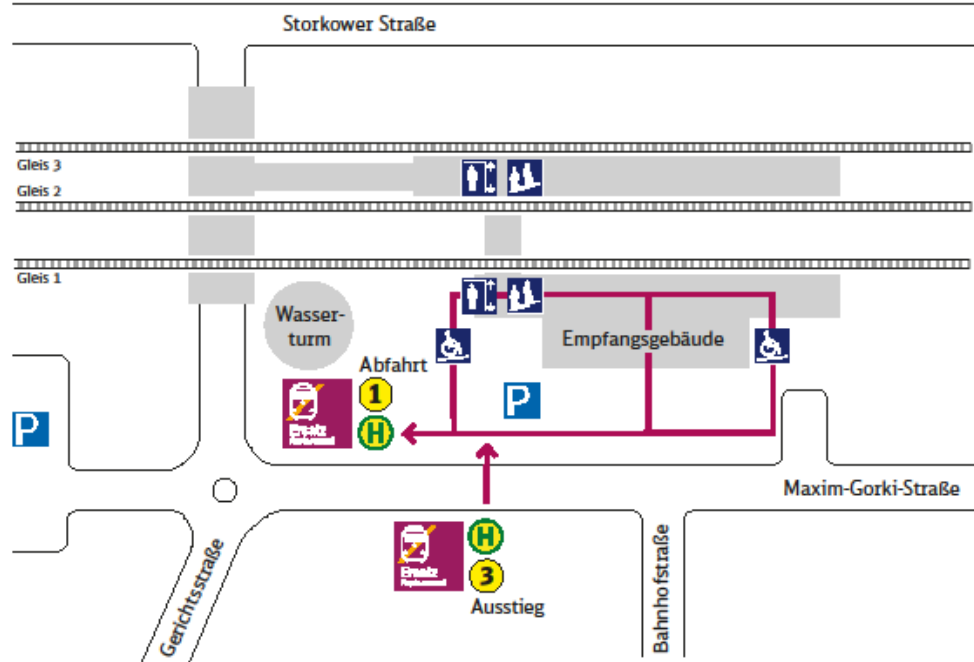 Storkower Straße
Gleis 3
Gleis 2
Gleis 1
Wasser-
turm
Empfangsgebäude
Abfahrt
1
H
P
P
Maxim-Gorki-Straße
H
3
Ausstieg
Gerichtsstraße
Bahnhofstraße